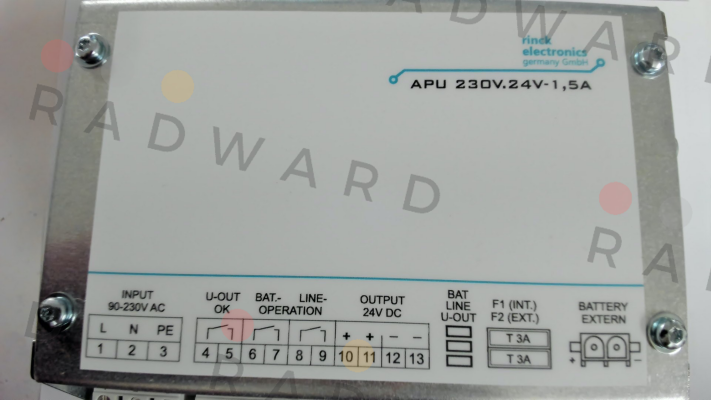 rinck
electronics
germany GmbH
APU 230V.24V-1,5A
RADWARD
RADWARD
INPUT
90-230V AC
L N PE
1 2 3
U-OUT OK
BAT.- LINE-
OPERATION
4 5 6 7 8 9
OUTPUT
24V DC
+ + - -
10 11 12 13
BAT
LINE
U-OUT
F1 (INT.)
F2 (EXT.)
T 3A
T 3A
BATTERY
EXTERN
+ -